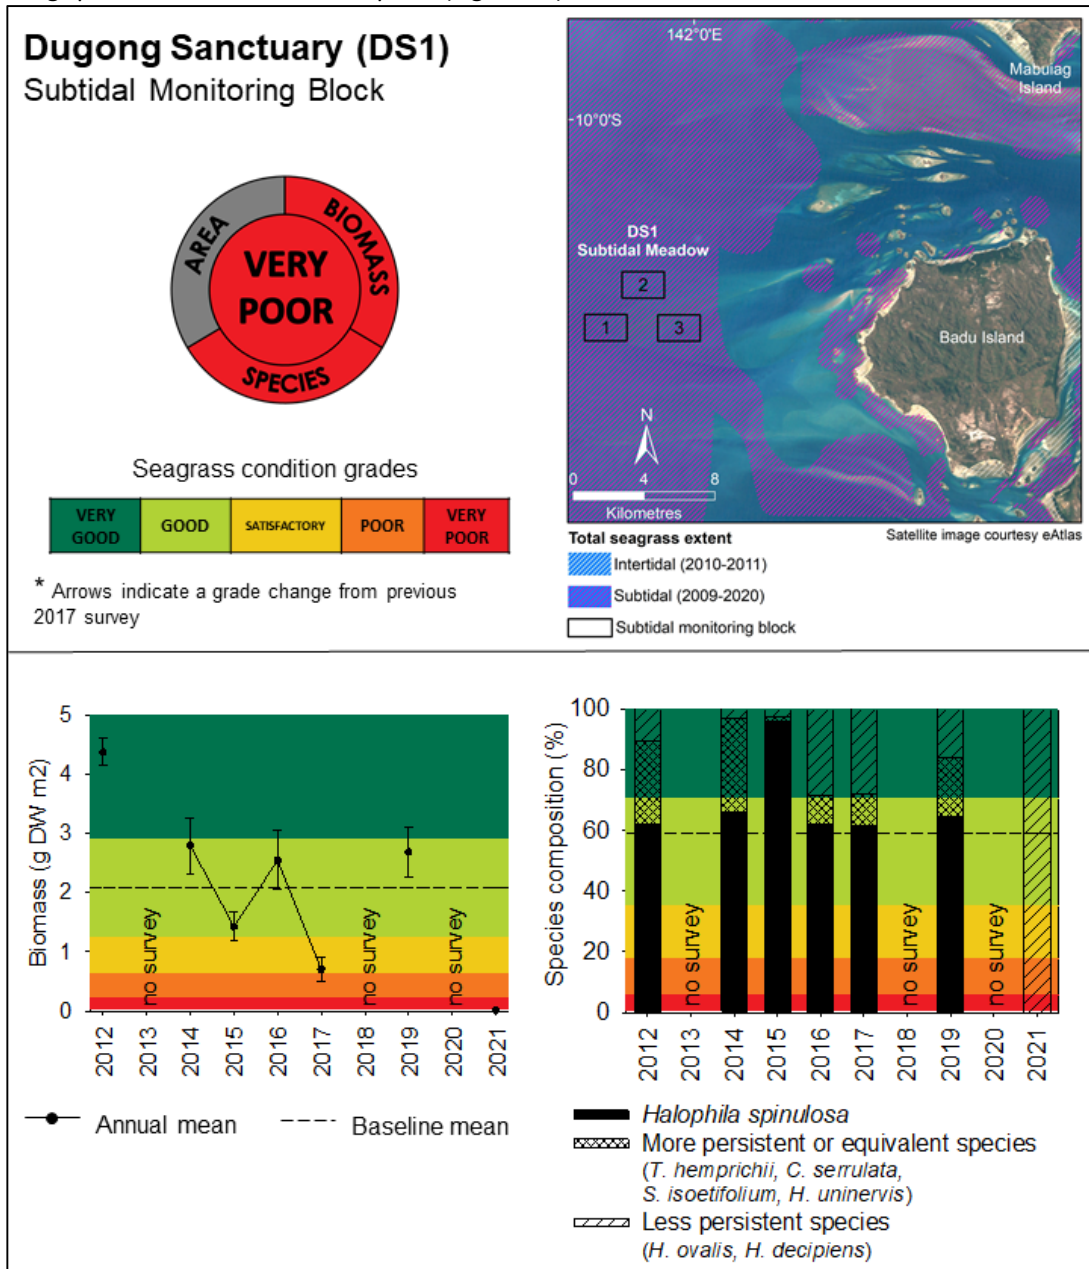 Dugong Sanctuary (DS1)
Subtidal Monitoring Block
AREA
BIOMASS
VERY
POOR
SPECIES
Seagrass condition grades
VERY GOOD
GOOD
SATISFACTORY
POOR
VERY POOR
* Arrows indicate a grade change from previous
2017 survey
142°0'E
Mabuiag
Island
10°0'S
DS1
Subtidal Meadow
2
1
3
Badu Island
N
0 4 8
Kilometres
Total seagrass extent
Satellite image courtesy eAtlas
Intertidal (2010-2011)
Subtidal (2009-2020)
Subtidal monitoring block
Biomass (g DW m2)
5
4
3
2
1
0
no survey
no survey
no survey
2012 2013 2014 2015 2016 2017 2018 2019 2020 2021
Annual mean
Baseline mean
Species composition (%)
100
80
60
40
20
0
no survey
no survey
no survey
2012 2013 2014 2015 2016 2017 2018 2019 2020 2021
Halophila spinulosa
More persistent or equivalent species
(T. hemprichii, C. serrulata,
S. isoetifolium, H. uninervis)
Less persistent species
(H. ovalis, H. decipiens)